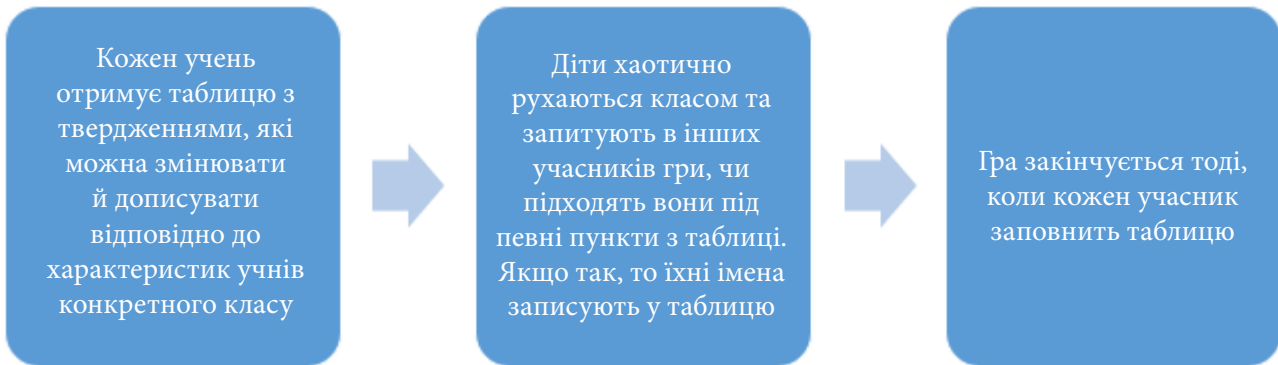 Кожен учень
отримує таблицю з
твердженнями, які
можна змінювати
й дописувати
відповідно до
характеристик учнів
конкретного класу
Діти хаотично
рухаються класом та
запитують в інших
учасників гри, чи
підходять вони під
певні пункти з таблиці.
Якщо так, то їхні імена
записують у таблицю
Гра закінчується тоді,
коли кожен учасник
заповнить таблицю